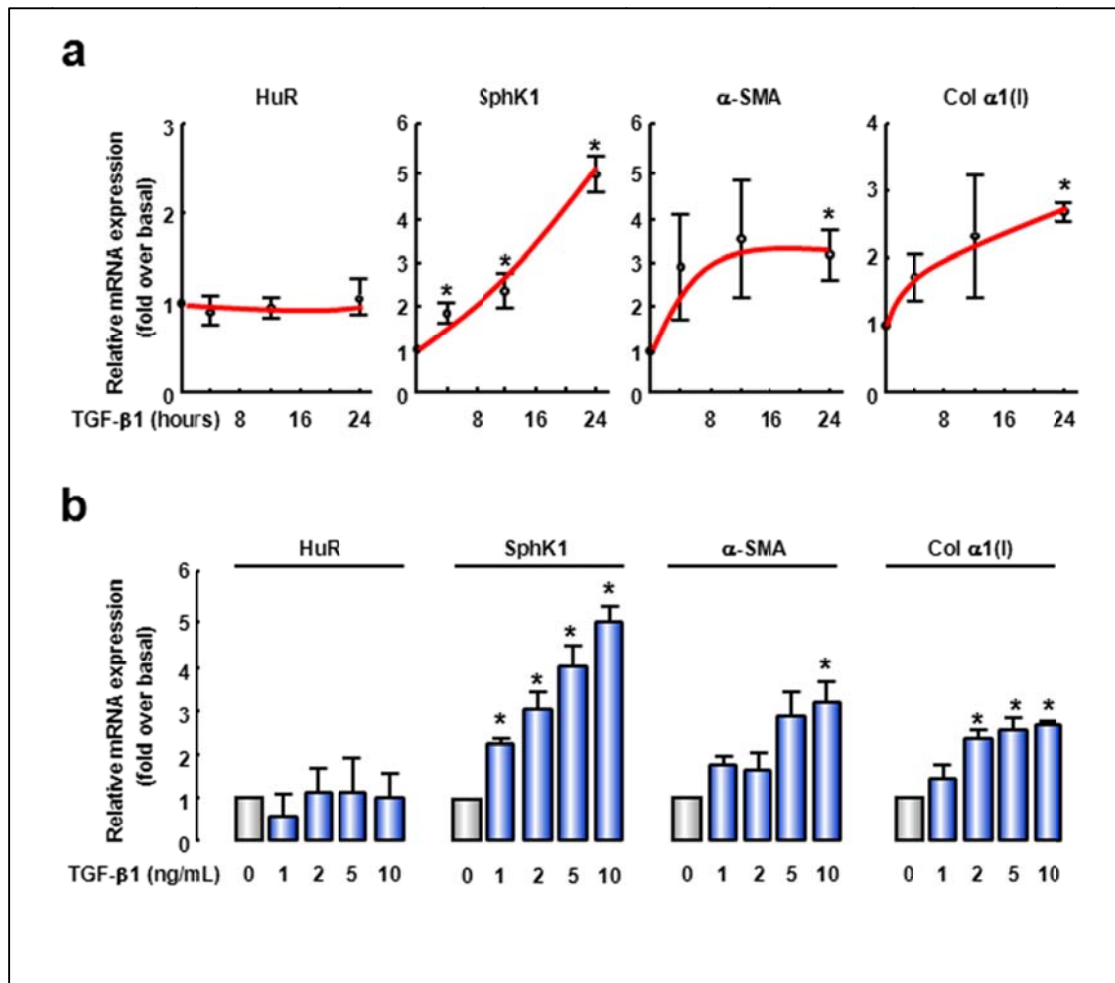 a
HuR
SphK1
α-SMA
Col α1(I)
Relative mRNA expression
(fold over basal)
3
2
1
0
6
5
4
3
2
1
0
6
5
4
3
2
1
0
4
3
2
1
0
*
*
*
*
*
TGF-β1 (hours)
8 16 24
8 16 24
8 16 24
8 16 24
b
HuR
SphK1
α-SMA
Col α1(I)
Relative mRNA expression
(fold over basal)
6
5
4
3
2
1
0
* * * *
*
* * *
TGF-β1 (ng/mL)
0 1 2 5 10
0 1 2 5 10
0 1 2 5 10
0 1 2 5 10